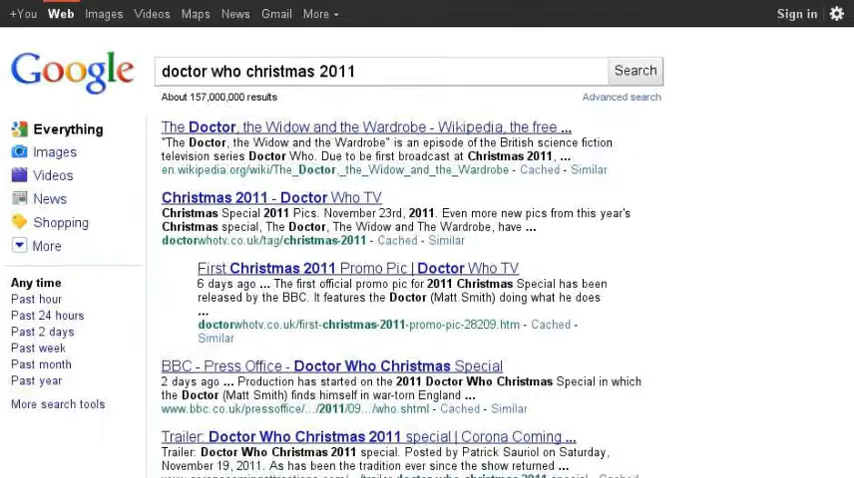 +You Web Images Videos Maps News Gmail More Sign in
Google
doctor who christmas 2011 Search
About 157,000,000 results Advanced search
Everything
Images
Videos
News
Shopping
More
Any time
Past hour
Past 24 hours
Past 2 days
Past week
Past month
Past year
More search tools
The Doctor, the Widow and the Wardrobe - Wikipedia, the free ...
"The Doctor, the Widow and the Wardrobe" is an episode of the British science fiction
television series Doctor Who. Due to be first broadcast at Christmas 2011, ...
en.wikipedia.org/wiki/The_Doctor,_the_Widow_and_the_Wardrobe - Cached - Similar
Christmas 2011 - Doctor Who TV
Christmas Special 2011 Pics. November 23rd, 2011. Even more new pics from this year's
Christmas special, The Doctor, The Widow and The Wardrobe, have ...
doctorwhotv.co.uk/tag/christmas-2011 - Cached - Similar
First Christmas 2011 Promo Pic | Doctor Who TV
6 days ago ... The first official promo pic for 2011 Christmas Special has been
released by the BBC. It features the Doctor (Matt Smith) doing what he does
...
doctorwhotv.co.uk/first-christmas-2011-promo-pic-28209.htm - Cached -
Similar
BBC - Press Office - Doctor Who Christmas Special
2 days ago ... Production has started on the 2011 Doctor Who Christmas Special in which
the Doctor (Matt Smith) finds himself in war-torn England ...
www.bbc.co.uk/pressoffice/.../2011/09.../who.shtml - Cached - Similar
Trailer: Doctor Who Christmas 2011 special | Corona Coming ...
Trailer: Doctor Who Christmas 2011 special. Posted by Patrick Sauriol on Saturday,
November 19, 2011. As has been the tradition ever since the show returned ...